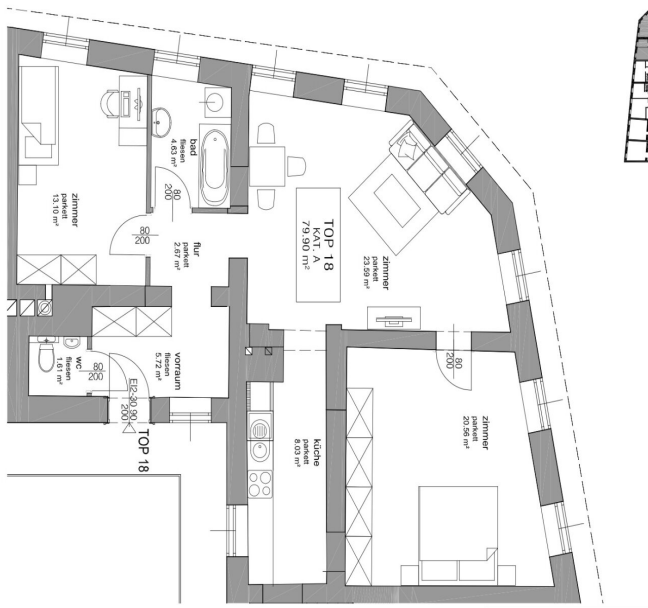 zimmer
parkett
13.10 m²
bad
fliesen
4.63 m²
80
200
80
200
flur
parkett
2.67 m²
TOP 18
KAT. A
79.90 m²
zimmer
parkett
23.59 m²
wc
fliesen
1.61 m²
80
200
vorraum
fliesen
5.72 m²
EI2-30 90
200
TOP 18
80
200
küche
parkett
8.03 m²
zimmer
parkett
20.56 m²